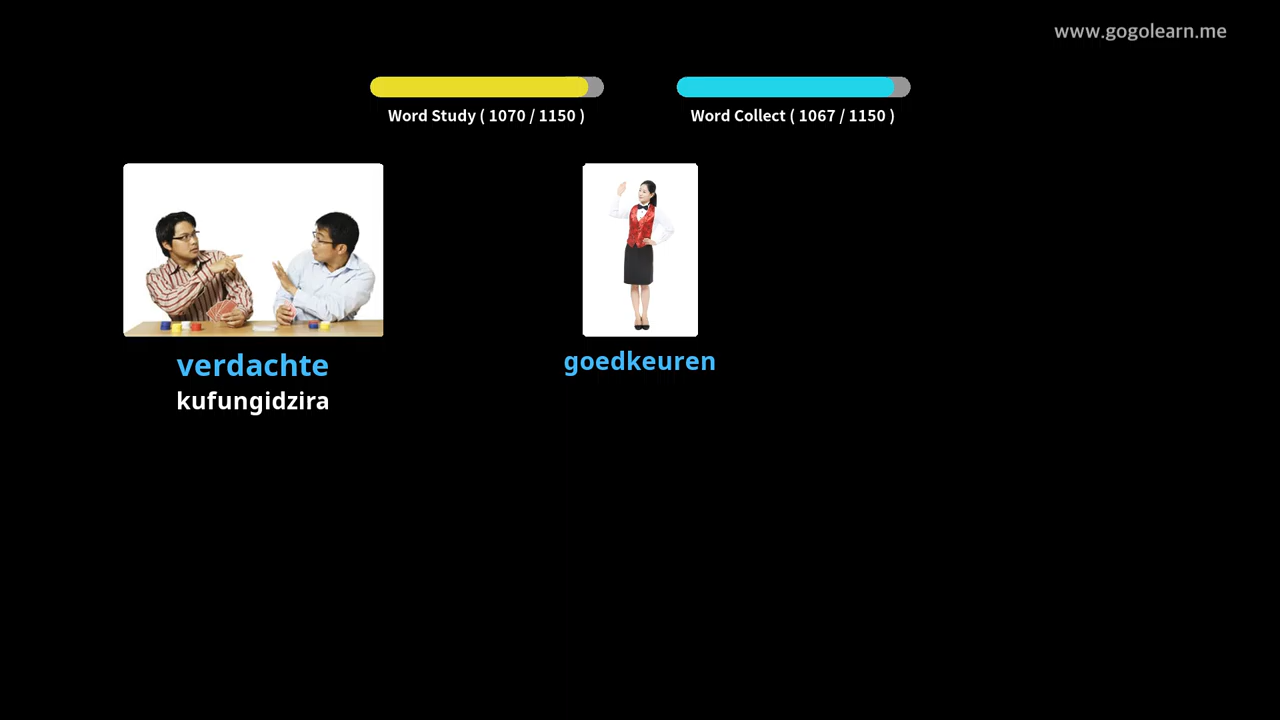 www.gogolearn.me
Word Study ( 1070 / 1150 )
Word Collect ( 1067 / 1150 )
verdachte
kufungidzira
goedkeuren